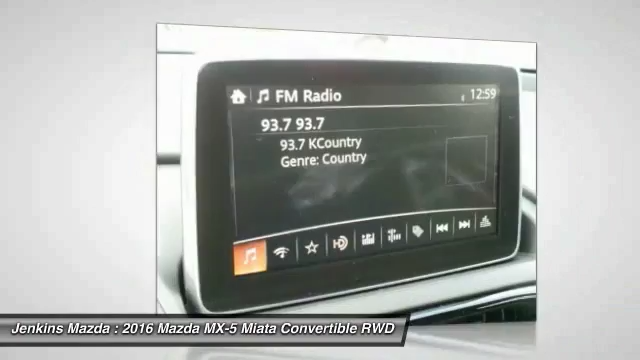 FM Radio
12:59
93.7 93.7
93.7 KCountry
Genre: Country
Jenkins Mazda : 2016 Mazda MX-5 Miata Convertible RWD